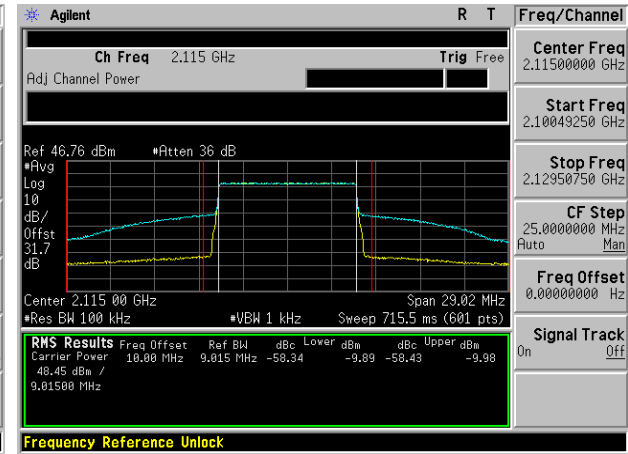 Agilent R T Freq/Channel
Ch Freq 2.115 GHz Trig Free
Adj Channel Power
Center Freq
2.11500000 GHz
Start Freq
2.10049250 GHz
Stop Freq
2.12950750 GHz
CF Step
25.0000000 MHz
Auto Man
Freq Offset
0.00000000 Hz
Signal Track
On Off
Ref 46.76 dBm #Atten 36 dB
#Avg
Log
10
dB/
Offst
31.7
dB
Center 2.115 00 GHz Span 29.02 MHz
#Res BW 100 kHz #VBW 1 kHz Sweep 715.5 ms (601 pts)
RMS Results Freq Offset Ref BW dBc Lower dBm dBc Upper dBm
Carrier Power 10.00 MHz 9.015 MHz -58.34 -9.89 -58.43 -9.98
48.45 dBm /
9.01500 MHz
Frequency Reference Unlock